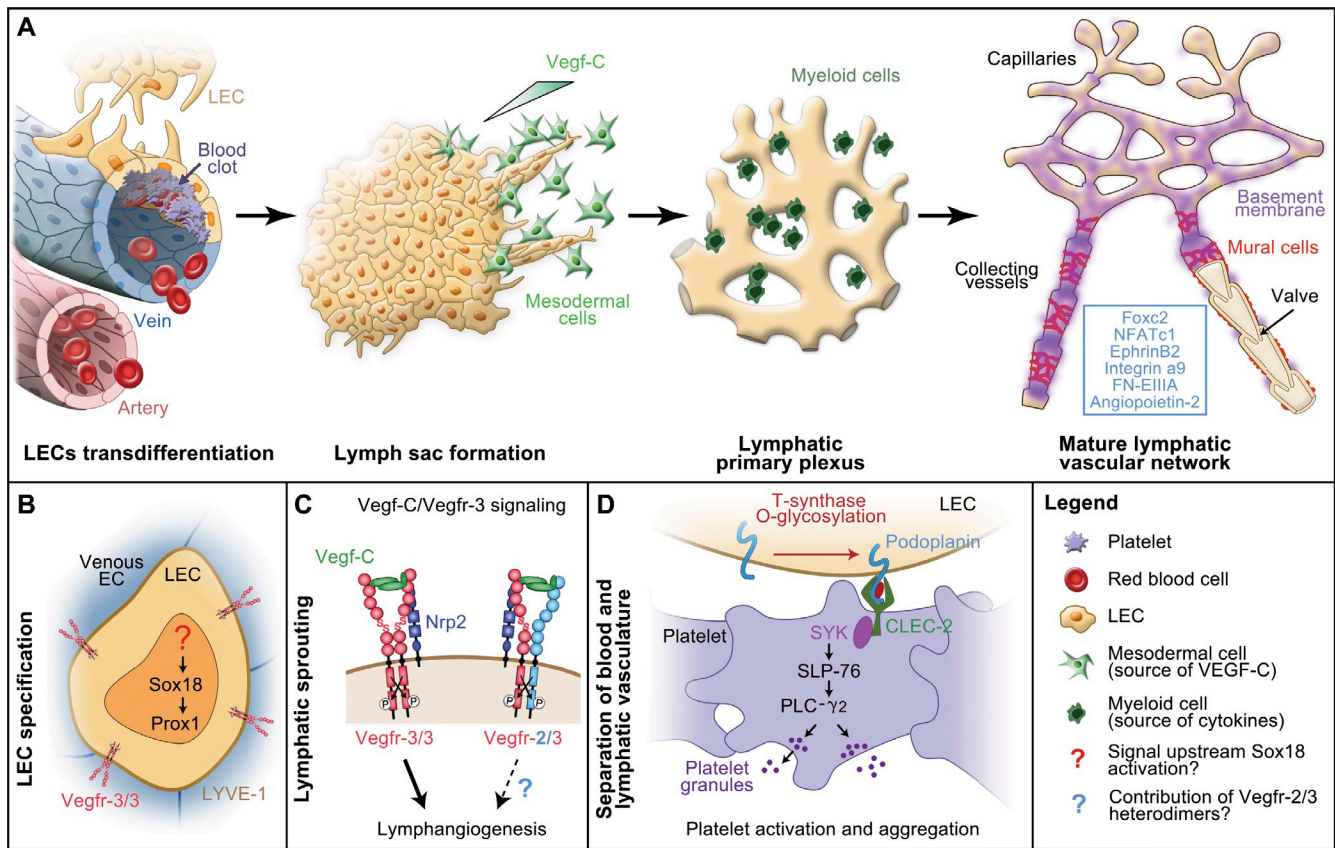 A
LEC
Blood
clot
Vein
Artery
LECs transdifferentiation
Vegf-C
Mesodermal
cells
Lymph sac formation
Myeloid cells
Lymphatic
primary plexus
Capillaries
Basement
membrane
Mural cells
Collecting
vessels
Valve
Foxc2
NFATc1
EphrinB2
Integrin a9
FN-EIIIA
Angiopoietin-2
Mature lymphatic
vascular network
B
LEC specification
Venous
EC
LEC
?
Sox18
Prox1
Vegfr-3/3
LYVE-1
C
Lymphatic sprouting
Vegf-C/Vegfr-3 signaling
Vegf-C
Nrp2
P P
P P
Vegfr-3/3
Vegfr-2/3
?
Lymphangiogenesis
D
Separation of blood and
lymphatic vasculature
T-synthase
O-glycosylation
LEC
Podoplanin
Platelet
SYK
CLEC-2
SLP-76
PLC-γ2
Platelet
granules
Platelet activation and aggregation
Legend
Platelet
Red blood cell
LEC
Mesodermal cell
(source of VEGF-C)
Myeloid cell
(source of cytokines)
? Signal upstream Sox18
activation?
? Contribution of Vegfr-2/3
heterodimers?